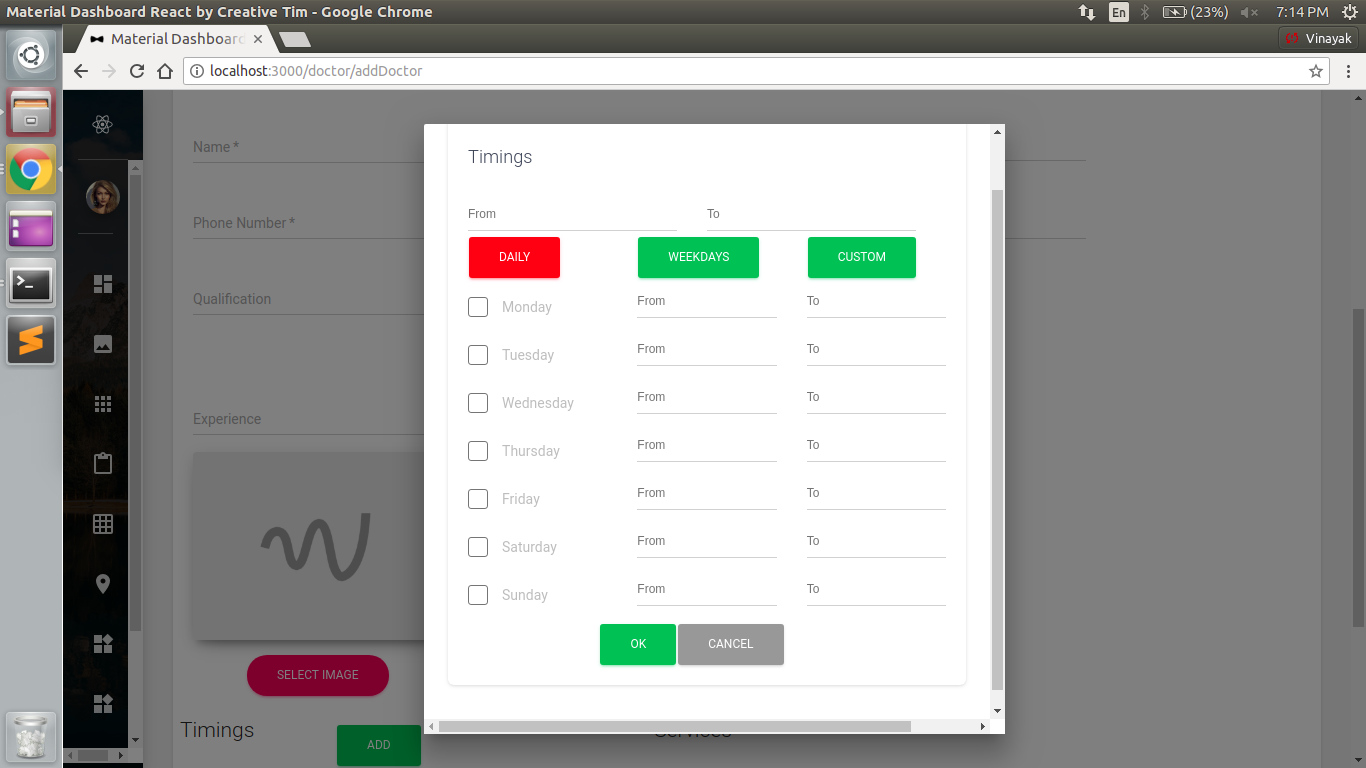 Material Dashboard React by Creative Tim - Google Chrome
En
(23%)
7:14 PM
Material Dashboard
Vinayak
localhost:3000/doctor/addDoctor
Name *
Phone Number *
Qualification
Experience
SELECT IMAGE
Timings
ADD
Services
Timings
From To
DAILY WEEKDAYS CUSTOM
Monday From To
Tuesday From To
Wednesday From To
Thursday From To
Friday From To
Saturday From To
Sunday From To
OK CANCEL